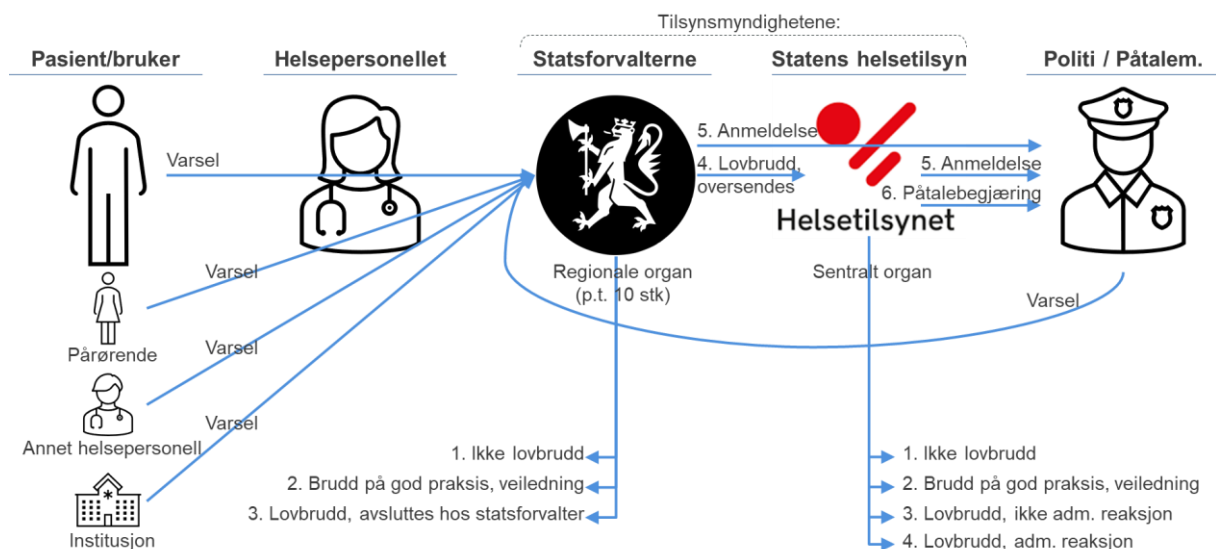 Tilsynsmyndighetene:
Pasient/bruker
Helsepersonellet
Statsforvalterne
Statens helsetilsyn
Politi / Påtalem.
Varsel
5. Anmeldelse
4. Lovbrudd,
oversendes
5. Anmeldelse
6. Påtalebegjæring
Helsetilsynet
Regionale organ
(p.t. 10 stk)
Sentralt organ
Varsel
Varsel
Pårørende
Varsel
Varsel
Annet helsepersonell
Institusjon
1. Ikke lovbrudd
2. Brudd på god praksis, veiledning
3. Lovbrudd, avsluttes hos statsforvalter
1. Ikke lovbrudd
2. Brudd på god praksis, veiledning
3. Lovbrudd, ikke adm. reaksjon
4. Lovbrudd, adm. reaksjon